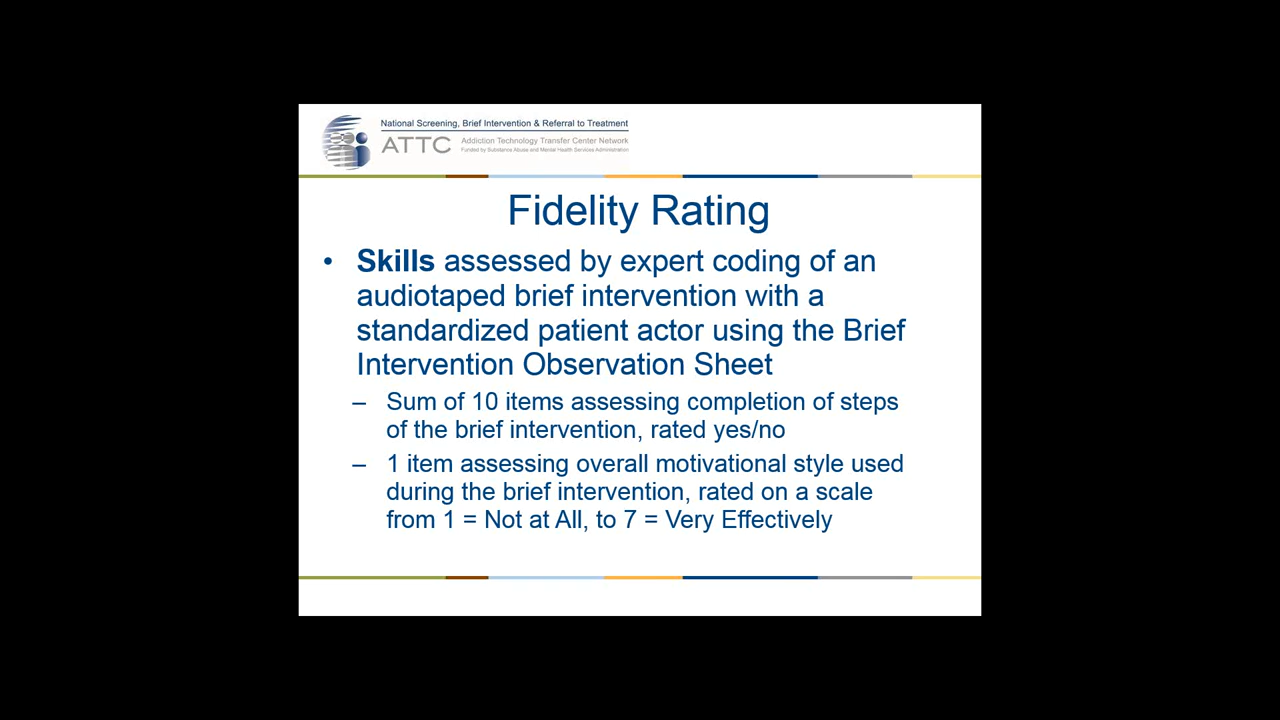 National Screening, Brief Intervention & Referral to Treatment
ATTC
Addiction Technology Transfer Center Network
Funded by Substance Abuse and Mental Health Services Administration
Fidelity Rating
• Skills assessed by expert coding of an
audiotaped brief intervention with a
standardized patient actor using the Brief
Intervention Observation Sheet
– Sum of 10 items assessing completion of steps
of the brief intervention, rated yes/no
– 1 item assessing overall motivational style used
during the brief intervention, rated on a scale
from 1 = Not at All, to 7 = Very Effectively